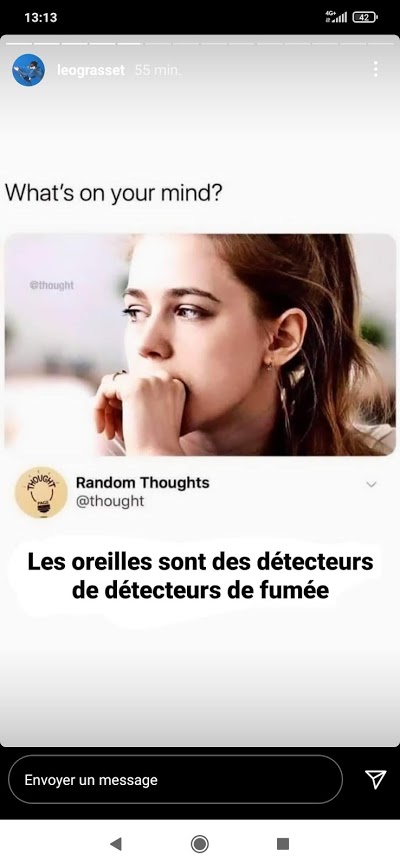 13:13
4G+
42
leograsset 55 min.
What's on your mind?
@thought
THOUGHT
PAGE
Random Thoughts
@thought
Les oreilles sont des détecteurs
de détecteurs de fumée
Envoyer un message